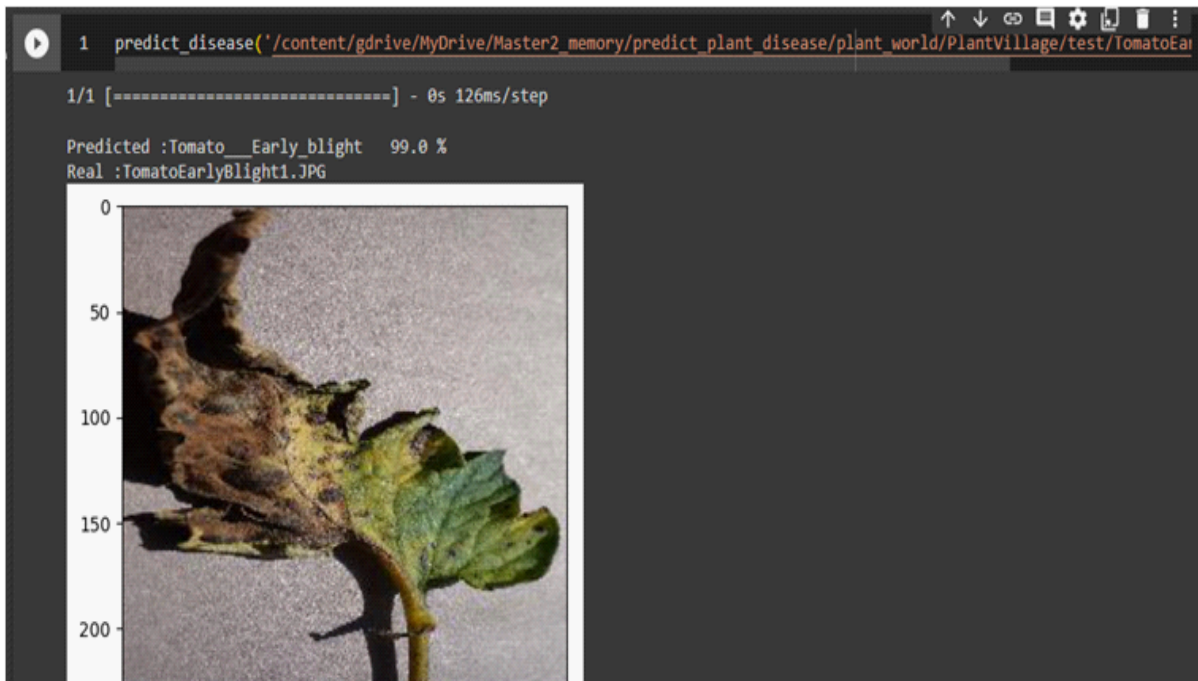 1 predict_disease('/content/gdrive/MyDrive/Master2_memory/predict_plant_disease/plant_world/PlantVillage/test/TomatoEar
1/1 [==============================] - 0s 126ms/step
Predicted :Tomato___Early_blight 99.0 %
Real :TomatoEarlyBlight1.JPG
0
50
100
150
200